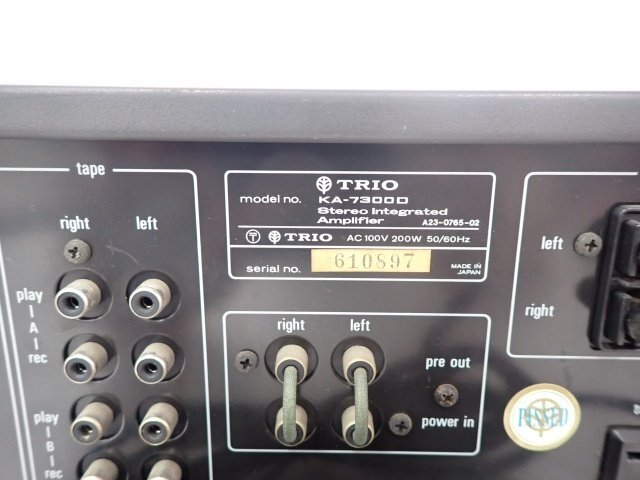 tape
right left
play
A
rec
play
B
rec
TRIO
model no. KA-7300D
Stereo Integrated
Amplifier A23-0765-02
TRIO AC 100V 200W 50/60Hz
serial no. 610897 MADE IN
JAPAN
right left
pre out
power in
left
right
PASSED